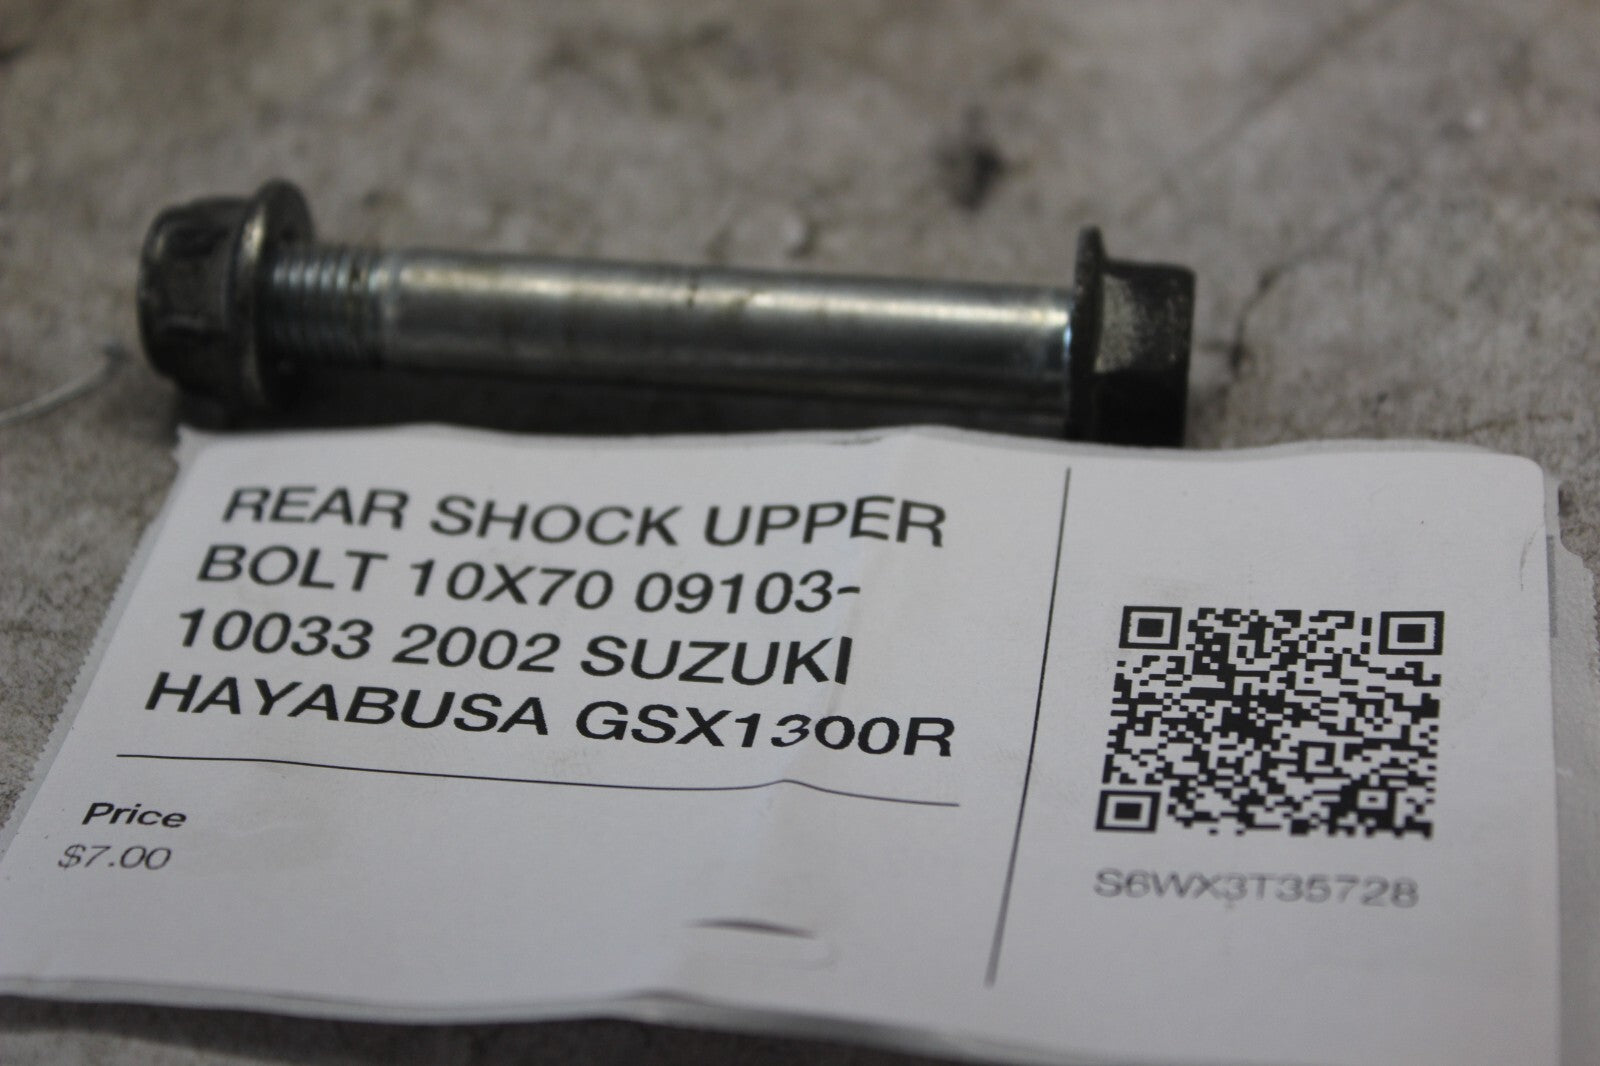 REAR SHOCK UPPER
BOLT 10X70 09103-
10033 2002 SUZUKI
HAYABUSA GSX1300R
Price
$7.00
S6WX3T35728